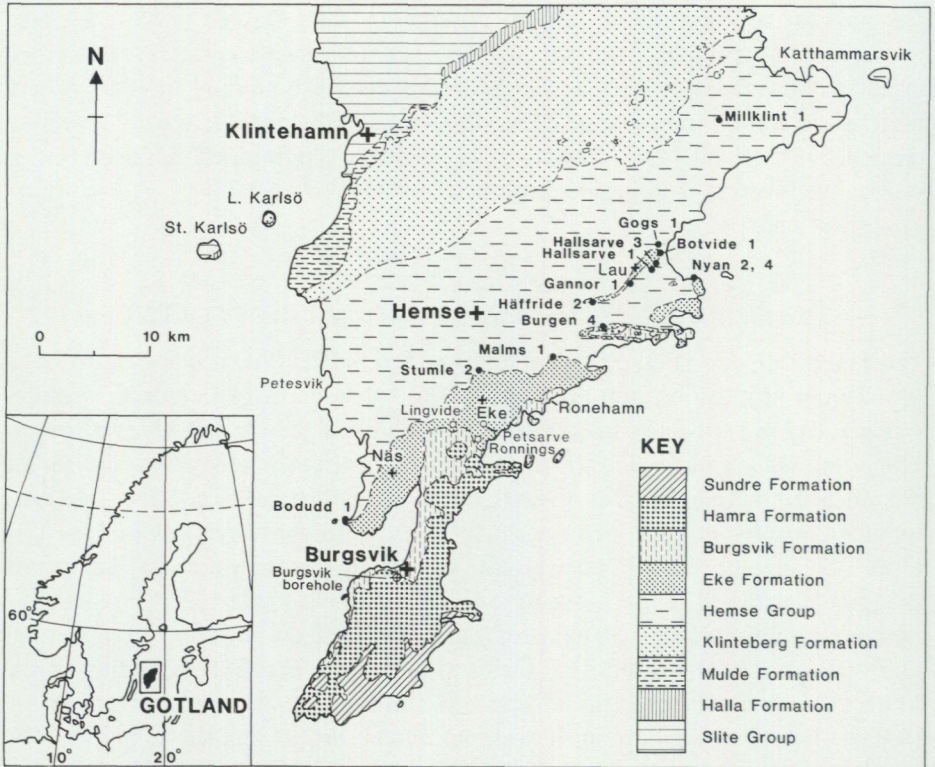 N
Katthammarsvik
Millklint 1
Klintehamn
L. Karlsö
St. Karlsö
Gogs 1
Hallsarve 3
Botvide 1
Hallsarve 1
Lau
Nyan 2, 4
Gannor 1
Häffride 2
Hemse
Burgen 4
0 10 km
Malms 1
Stumle 2
Petesvik
Lingvide
Eke
Ronehamn
Petsarve
Ronnings
Näs
Bodudd 1
Burgsvik
Burgsvik
borehole
60°
GOTLAND
10° 20°
KEY
Sundre Formation
Hamra Formation
Burgsvik Formation
Eke Formation
Hemse Group
Klinteberg Formation
Mulde Formation
Halla Formation
Slite Group